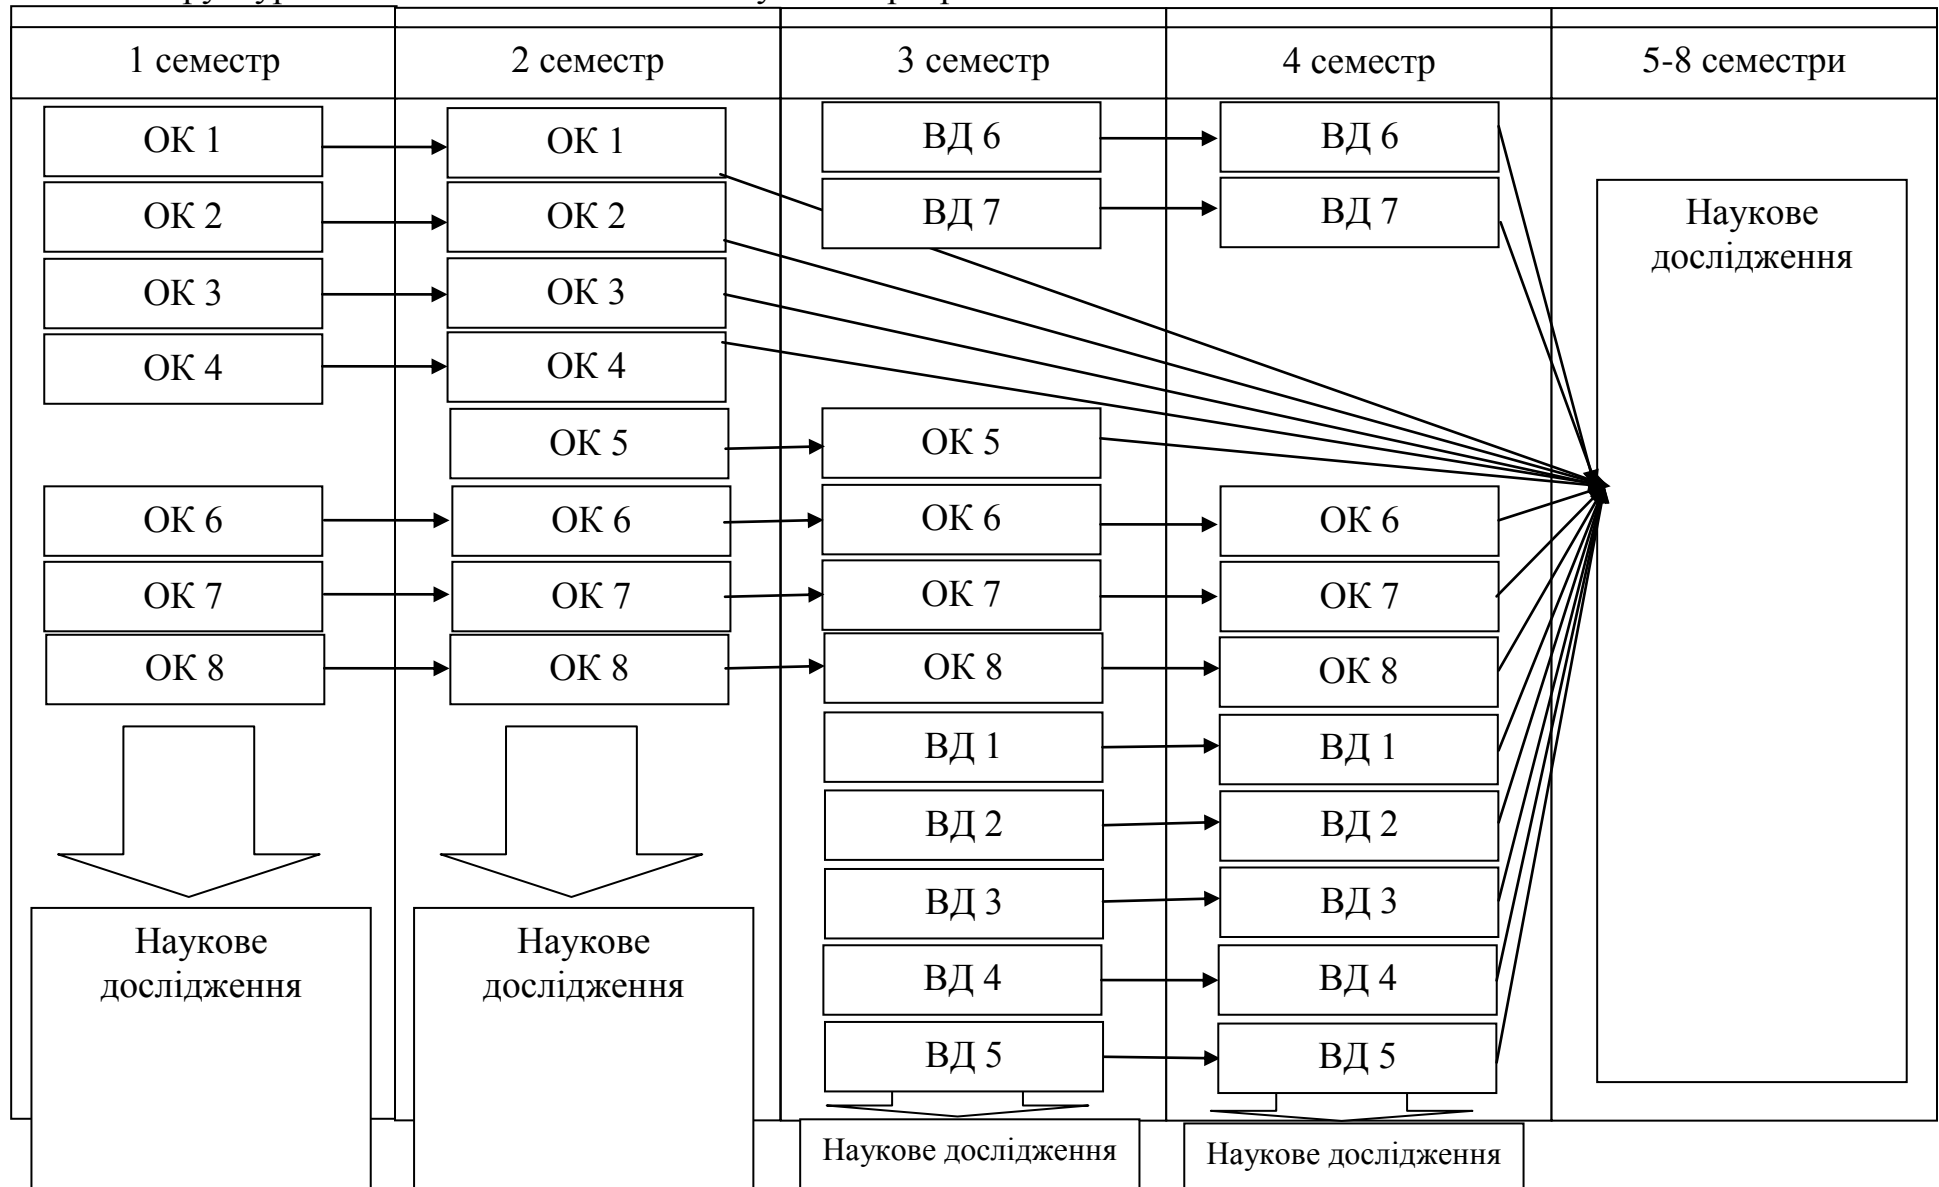 1 семестр
2 семестр
3 семестр
4 семестр
5-8 семестри
ОК 1
ОК 1
ВД 6
ВД 6
ОК 2
ОК 2
ВД 7
ВД 7
Наукове
дослідження
ОК 3
ОК 3
ОК 4
ОК 4
ОК 5
ОК 5
ОК 6
ОК 6
ОК 6
ОК 6
ОК 7
ОК 7
ОК 7
ОК 7
ОК 8
ОК 8
ОК 8
ОК 8
ВД 1
ВД 1
ВД 2
ВД 2
ВД 3
ВД 3
Наукове
дослідження
Наукове
дослідження
ВД 4
ВД 4
ВД 5
ВД 5
Наукове дослідження
Наукове дослідження